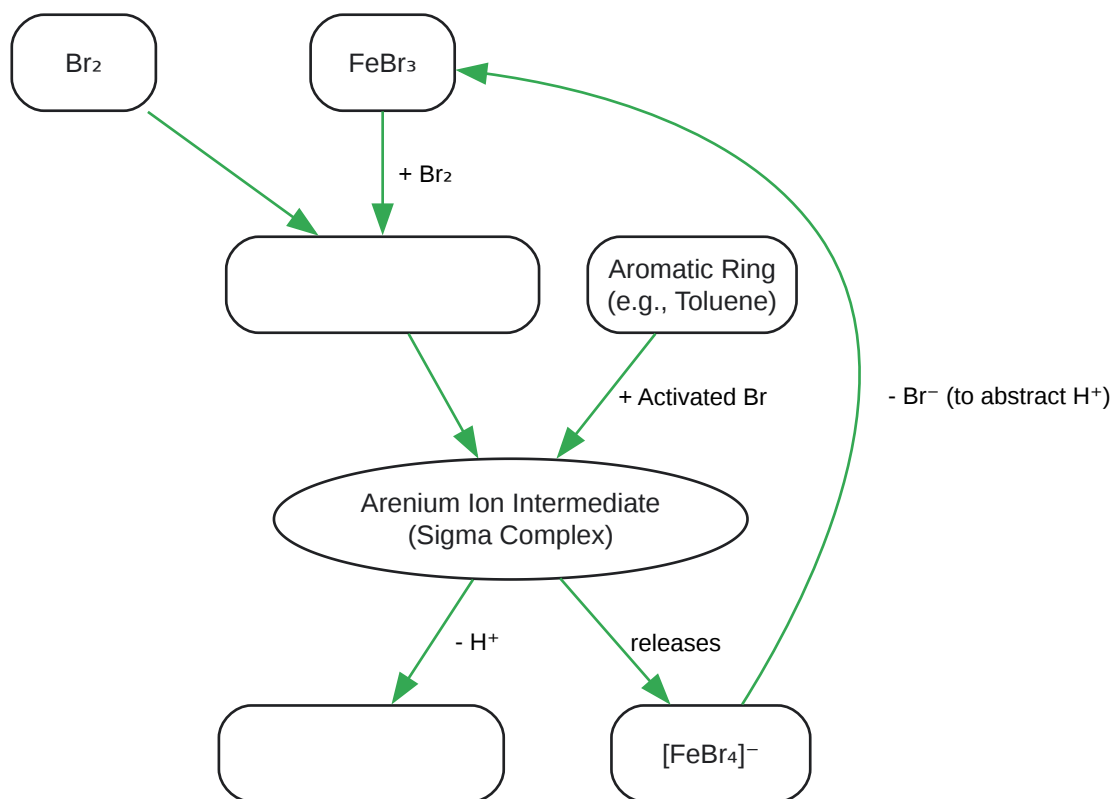 Br₂
FeBr₃
+ Br₂
Aromatic Ring
(e.g., Toluene)
+ Activated Br
- Br⁻ (to abstract H⁺)
Arenium Ion Intermediate
(Sigma Complex)
- H⁺
releases
[FeBr₄]⁻